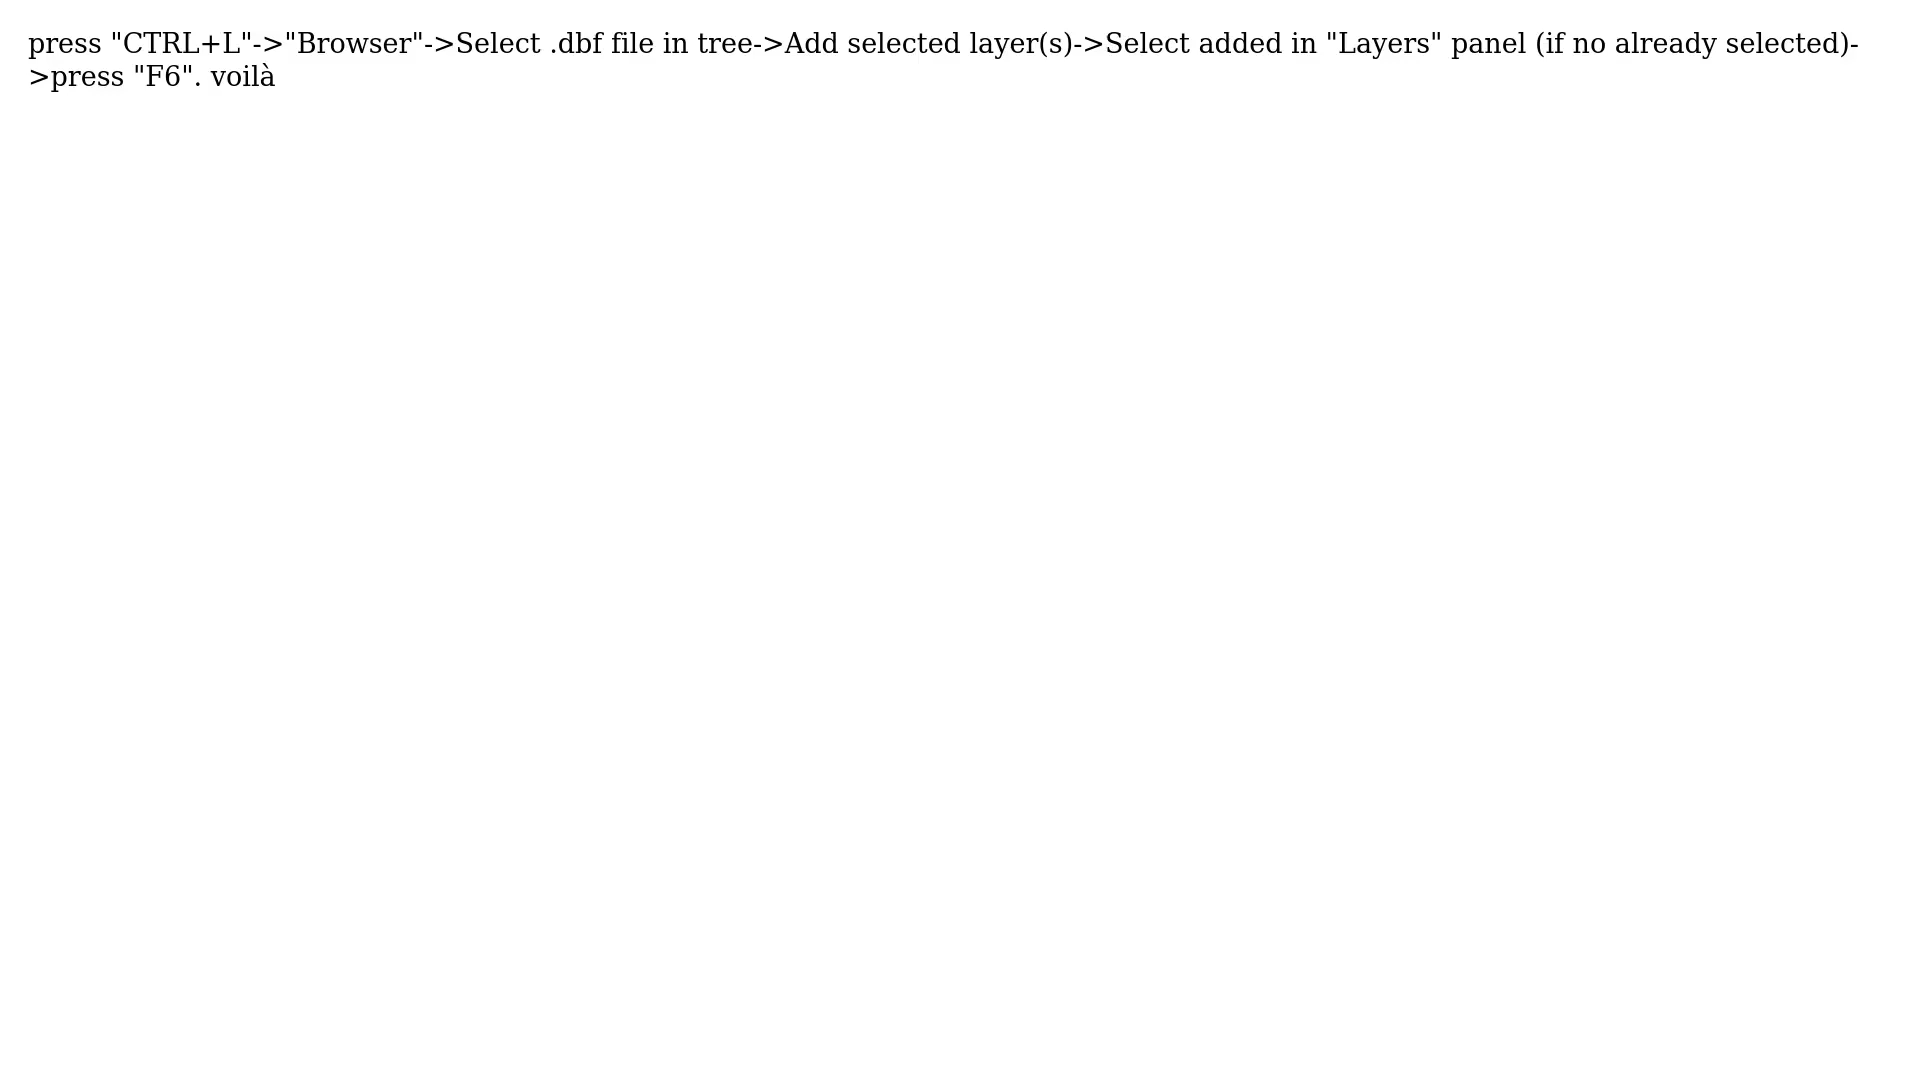 press "CTRL+L"->"Browser"->Select .dbf file in tree->Add selected layer(s)->Select added in "Layers" panel (if no already selected)-
>press "F6". voilà